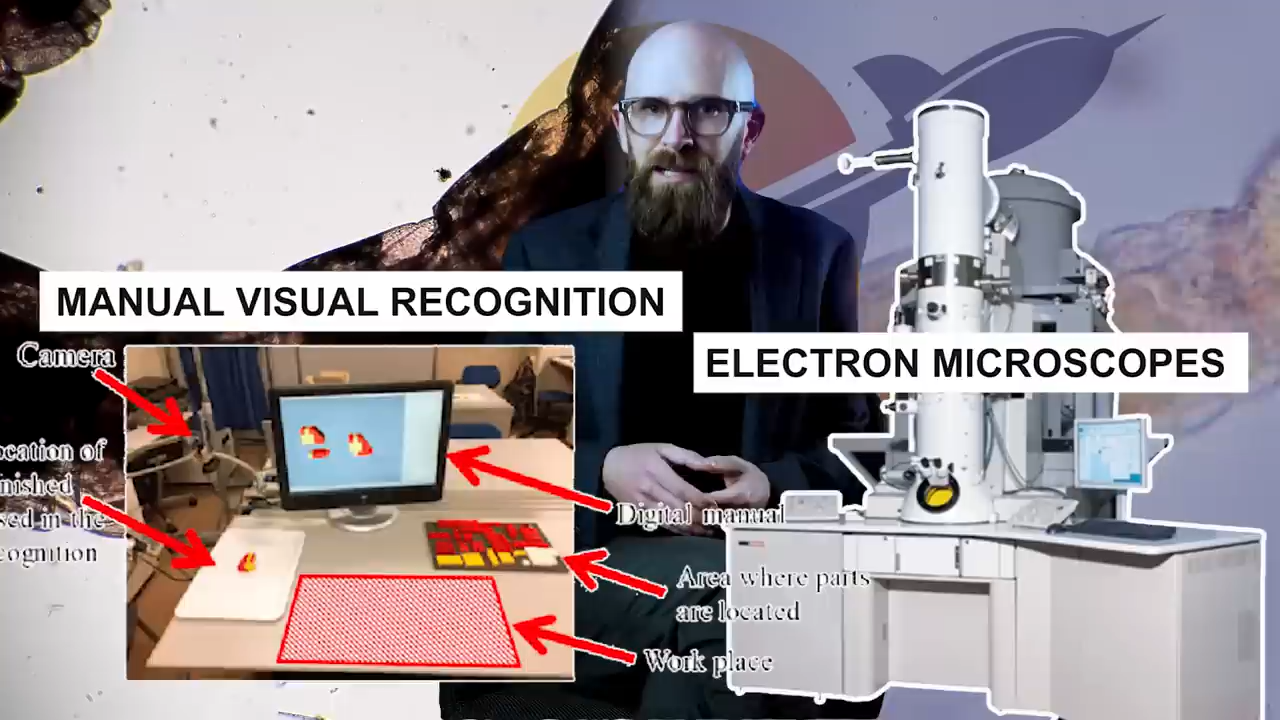 MANUAL VISUAL RECOGNITION
ELECTRON MICROSCOPES
Camera
Digital manual
Area where parts
are located
Work place